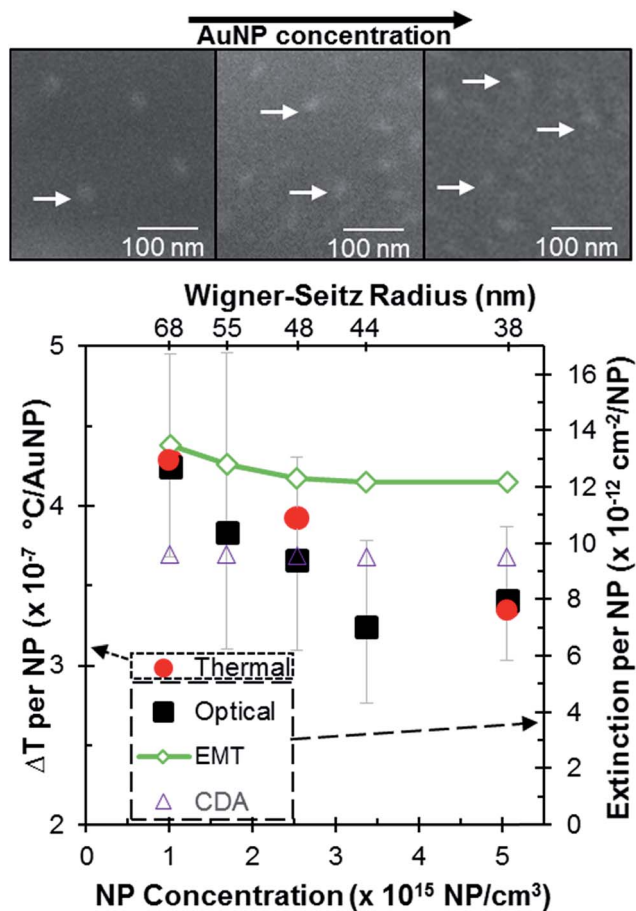 AuNP concentration
100 nm
100 nm
100 nm
Wigner-Seitz Radius (nm)
68 55 48 44 38
5
4
3
2
ΔT per NP (x 10⁻⁷ °C/AuNP)
16
14
12
10
8
6
4
2
0
Extinction per NP (x 10⁻¹² cm⁻²/NP)
Thermal
Optical
EMT
CDA
0 1 2 3 4 5
NP Concentration (x 10¹⁵ NP/cm³)